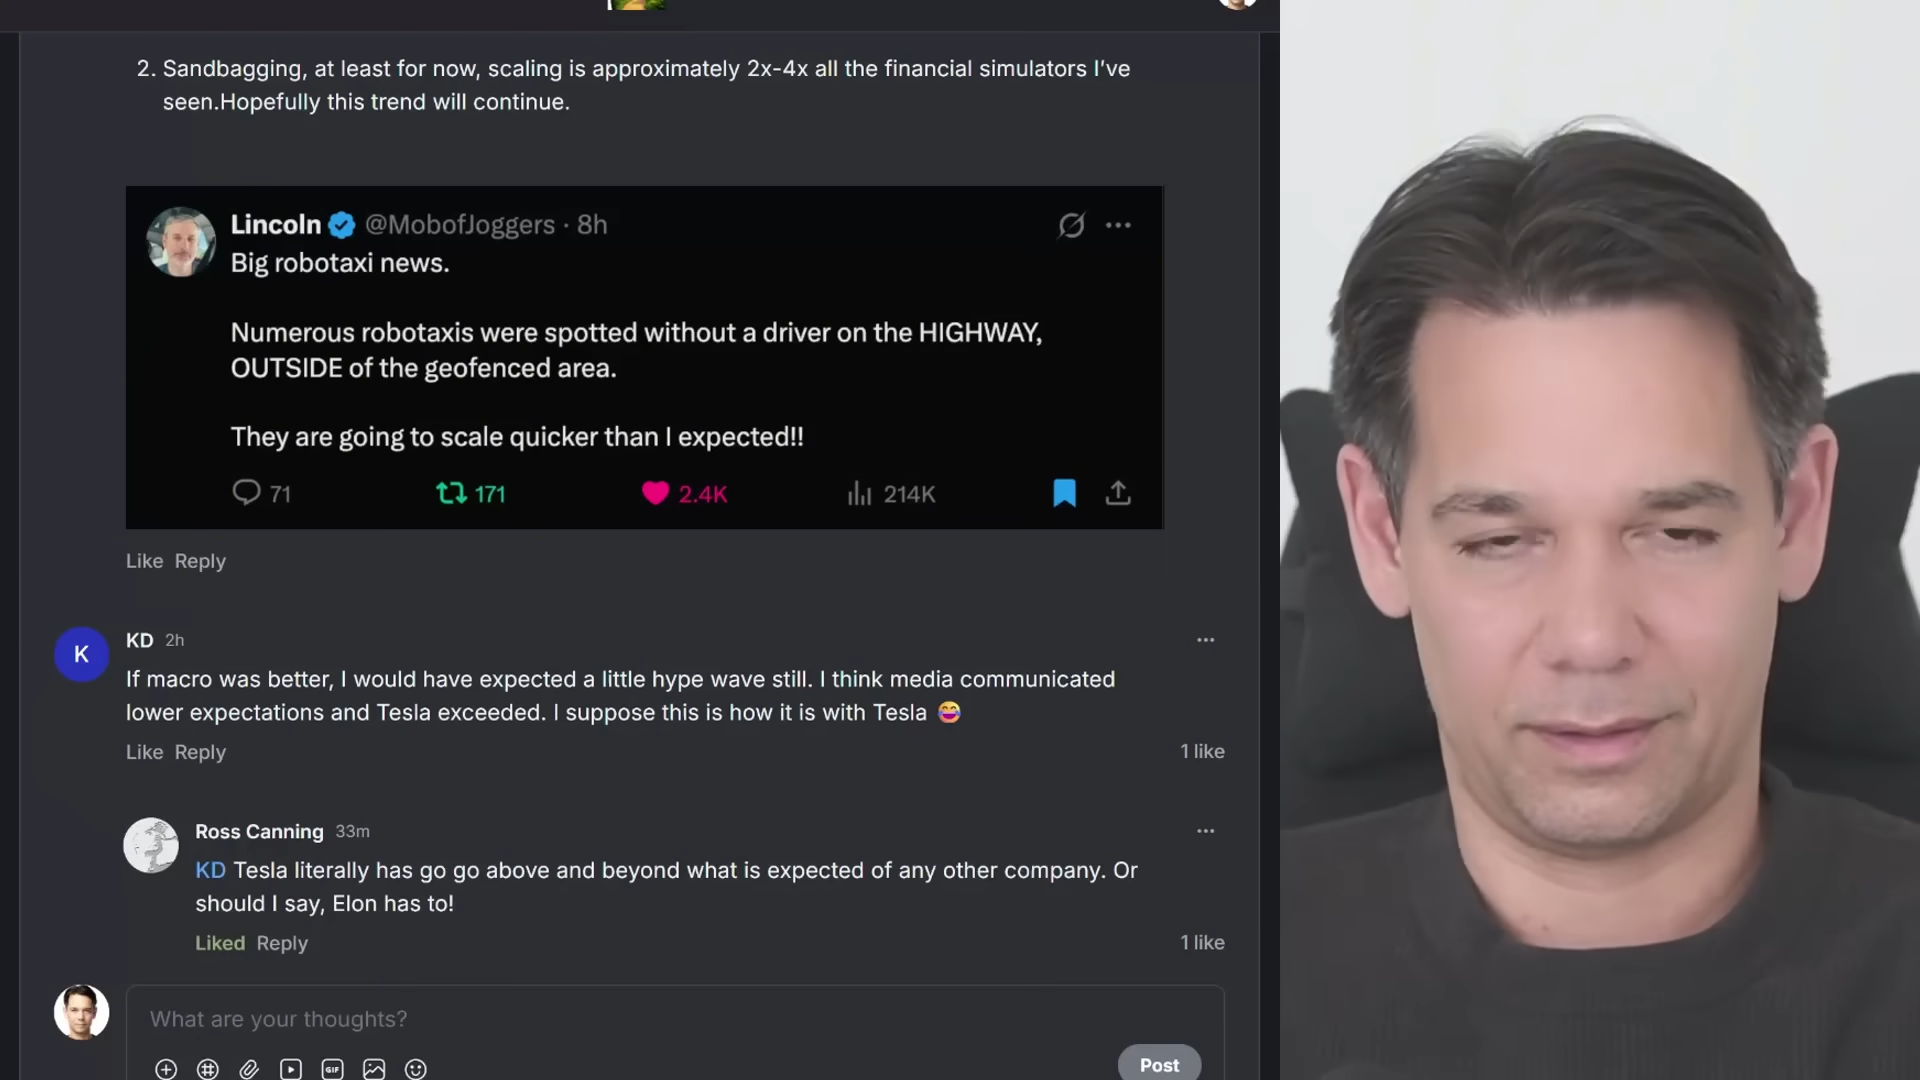 2. Sandbagging, at least for now, scaling is approximately 2x-4x all the financial simulators I've
seen.Hopefully this trend will continue.
Lincoln @MobofJoggers · 8h
Big robotaxi news.
Numerous robotaxis were spotted without a driver on the HIGHWAY,
OUTSIDE of the geofenced area.
They are going to scale quicker than I expected!!
71 171 2.4K 214K
Like Reply
K
KD 2h
If macro was better, I would have expected a little hype wave still. I think media communicated
lower expectations and Tesla exceeded. I suppose this is how it is with Tesla 😂
Like Reply 1 like
Ross Canning 33m
KD Tesla literally has go go above and beyond what is expected of any other company. Or
should I say, Elon has to!
Liked Reply 1 like
What are your thoughts?
GIF
Post